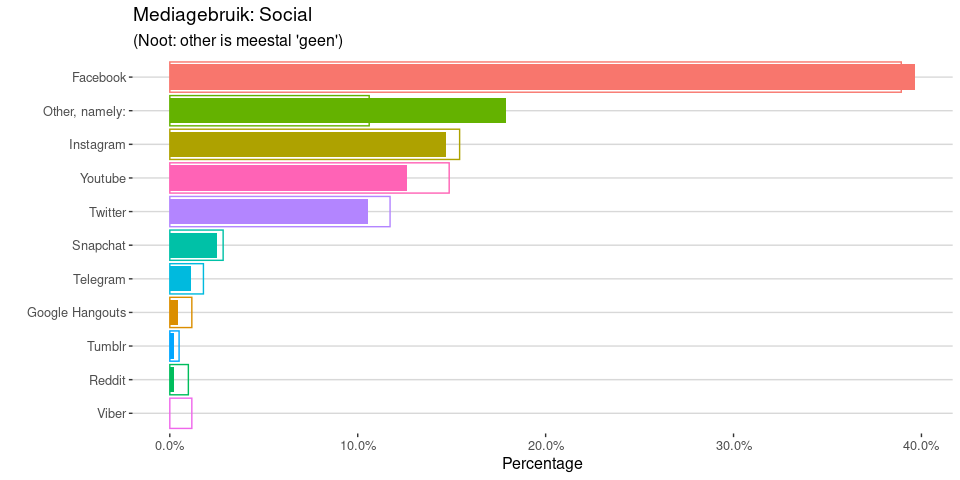 Mediagebruik: Social
(Noot: other is meestal 'geen')
Facebook
Other, namely:
Instagram
Youtube
Twitter
Snapchat
Telegram
Google Hangouts
Tumblr
Reddit
Viber
0.0% 10.0% 20.0% 30.0% 40.0%
Percentage